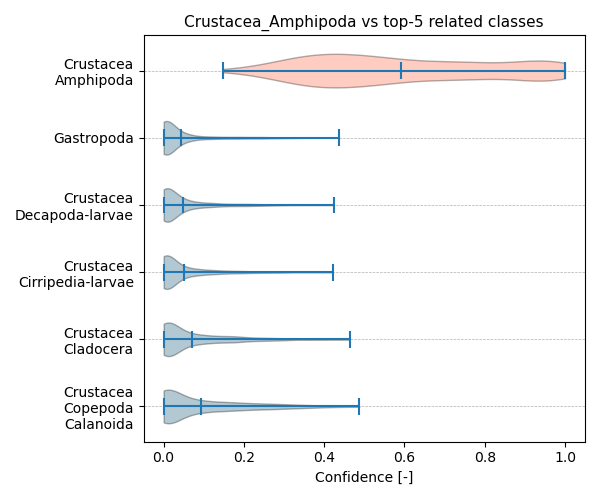 Crustacea_Amphipoda vs top-5 related classes
Crustacea
Amphipoda
Gastropoda
Crustacea
Decapoda-larvae
Crustacea
Cirripedia-larvae
Crustacea
Cladocera
Crustacea
Copepoda
Calanoida
0.0 0.2 0.4 0.6 0.8 1.0
Confidence [-]